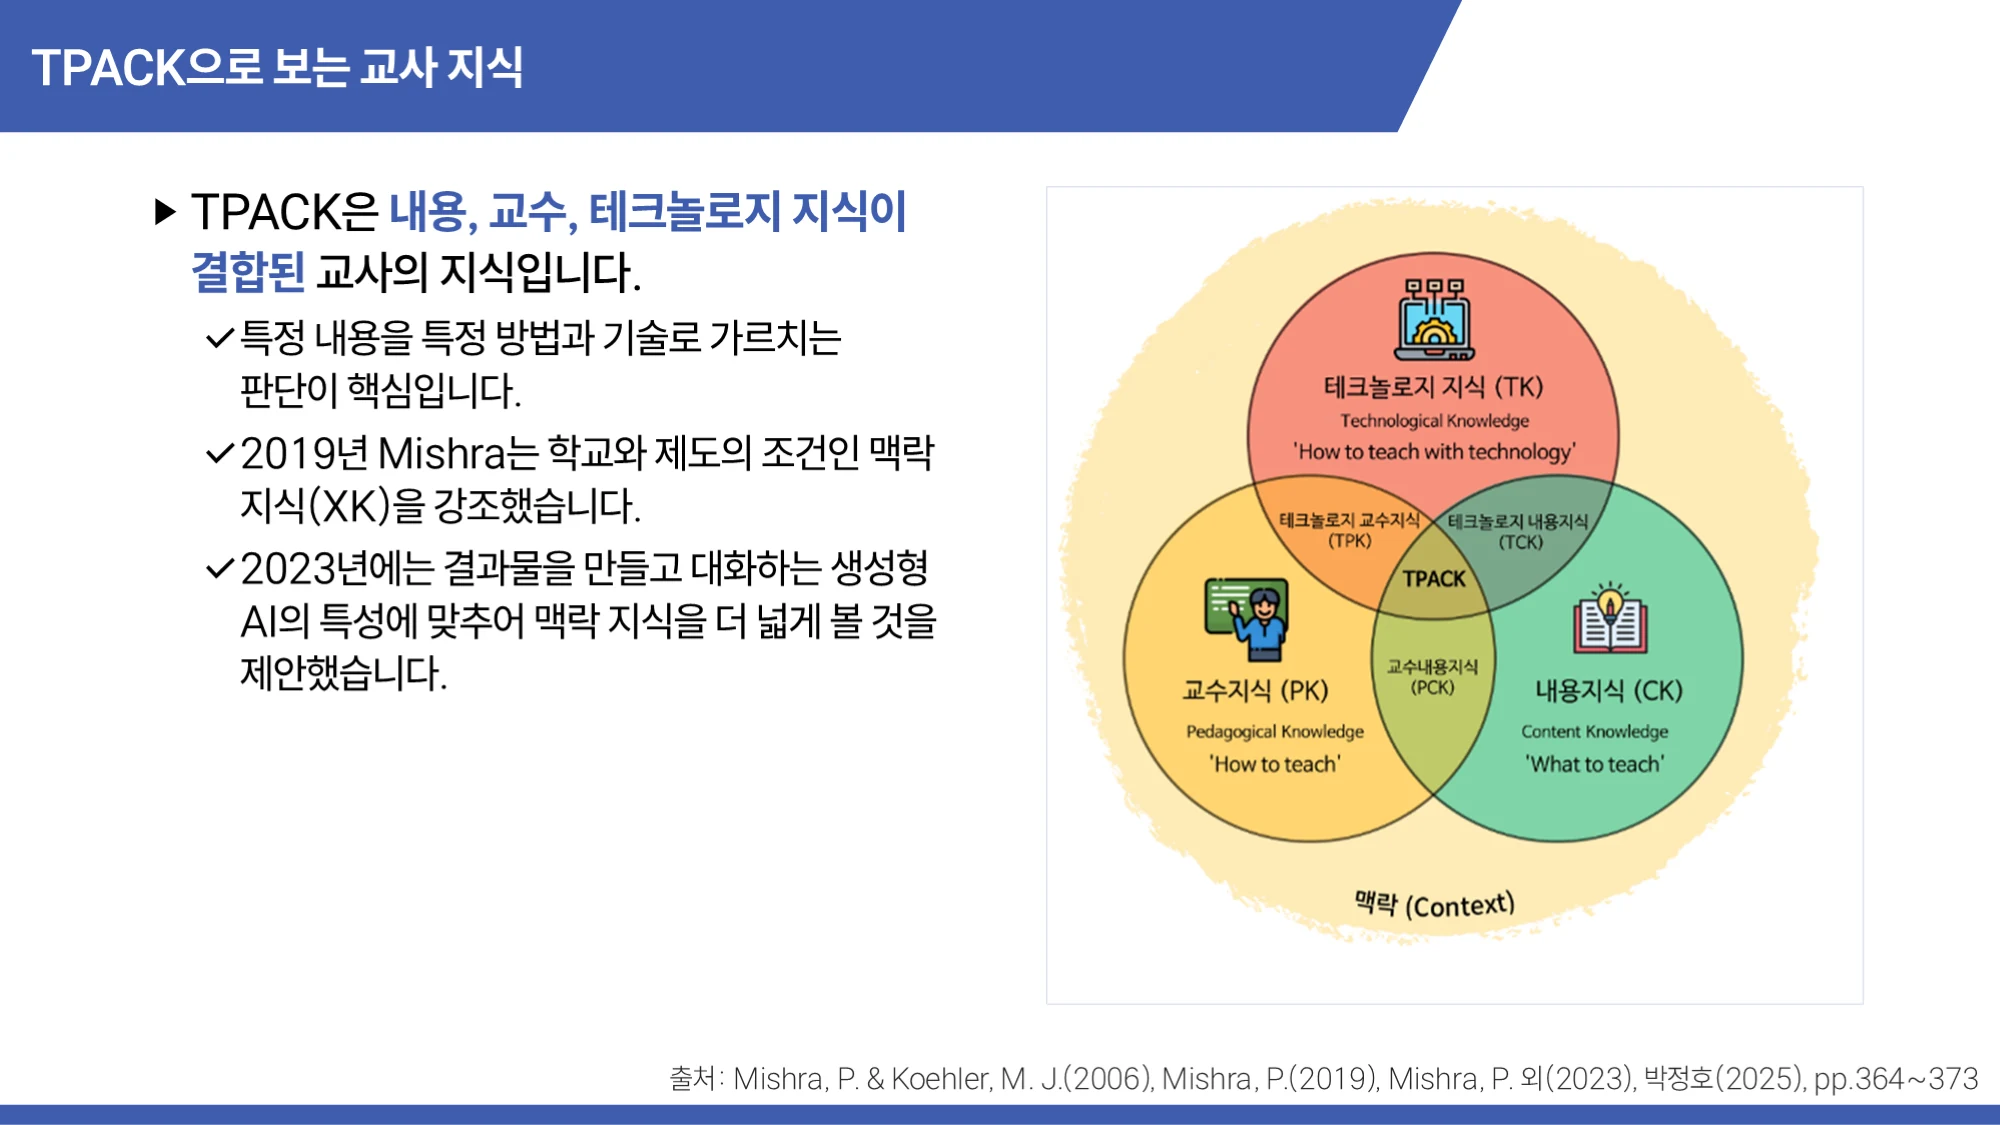 TPACK으로 보는 교사 지식
▶ TPACK은 내용, 교수, 테크놀로지 지식이
결합된 교사의 지식입니다.
✓특정 내용을 특정 방법과 기술로 가르치는
판단이 핵심입니다.
✓2019년 Mishra는 학교와 제도의 조건인 맥락
지식(XK)을 강조했습니다.
✓2023년에는 결과물을 만들고 대화하는 생성형
AI의 특성에 맞추어 맥락 지식을 더 넓게 볼 것을
제안했습니다.
테크놀로지 지식 (TK)
Technological Knowledge
'How to teach with technology'
테크놀로지 교수지식
(TPK)
테크놀로지 내용지식
(TCK)
TPACK
교수내용지식
(PCK)
교수지식 (PK)
Pedagogical Knowledge
'How to teach'
내용지식 (CK)
Content Knowledge
'What to teach'
맥락 (Context)
출처: Mishra, P. & Koehler, M. J.(2006), Mishra, P.(2019), Mishra, P. 외(2023), 박정호(2025), pp.364~373